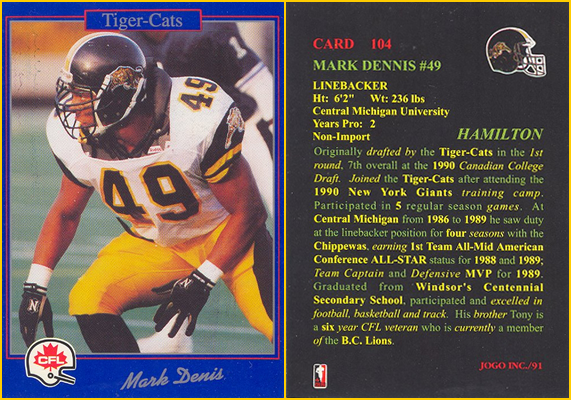 Tiger-Cats
49
49
CFL
Mark Denis.
CARD 104
MARK DENNIS #49
LINEBACKER
Ht: 6'2" Wt: 236 lbs
Central Michigan University
Years Pro: 2
Non-Import
HAMILTON
Originally drafted by the Tiger-Cats in the 1st
round, 7th overall at the 1990 Canadian College
Draft. Joined the Tiger-Cats after attending the
1990 New York Giants training camp.
Participated in 5 regular season games. At
Central Michigan from 1986 to 1989 he saw duty
at the linebacker position for four seasons with the
Chippewas, earning 1st Team All-Mid American
Conference ALL-STAR status for 1988 and 1989;
Team Captain and Defensive MVP for 1989.
Graduated from Windsor's Centennial
Secondary School, participated and excelled in
football, basketball and track. His brother Tony is
a six year CFL veteran who is currently a member
of the B.C. Lions.
JOGO INC./91